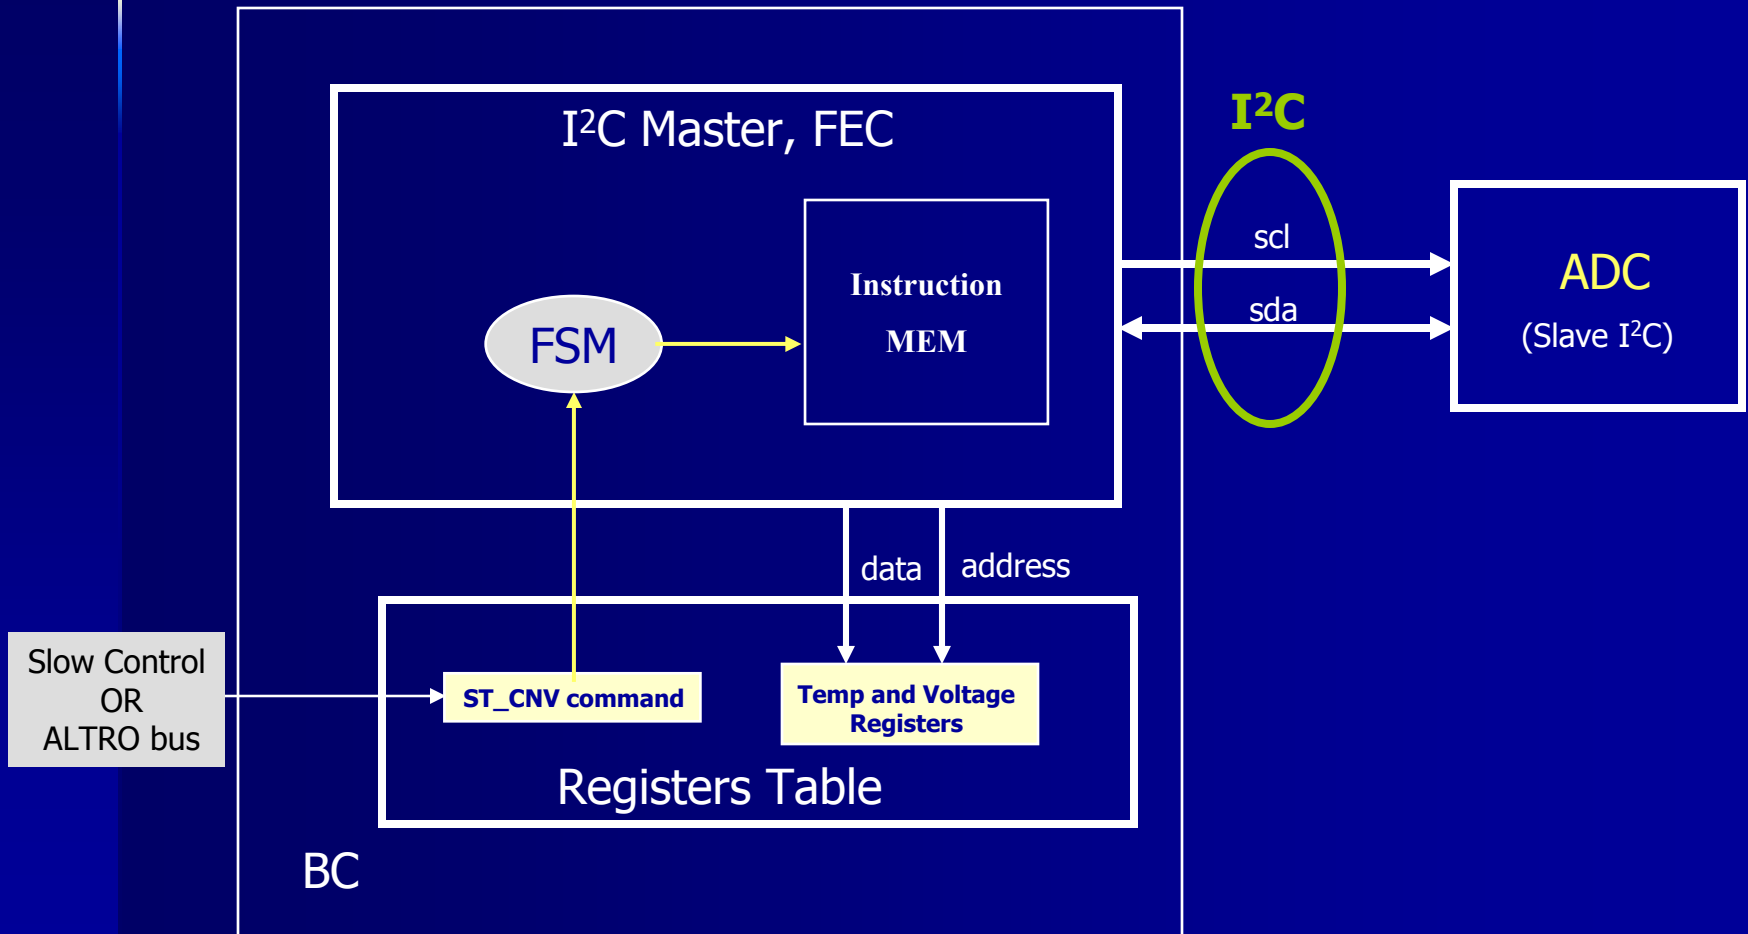 I²C Master, FEC
I²C
Instruction
MEM
FSM
scl
sda
ADC
(Slave I²C)
data
address
Slow Control
OR
ALTRO bus
ST_CNV command
Temp and Voltage
Registers
Registers Table
BC